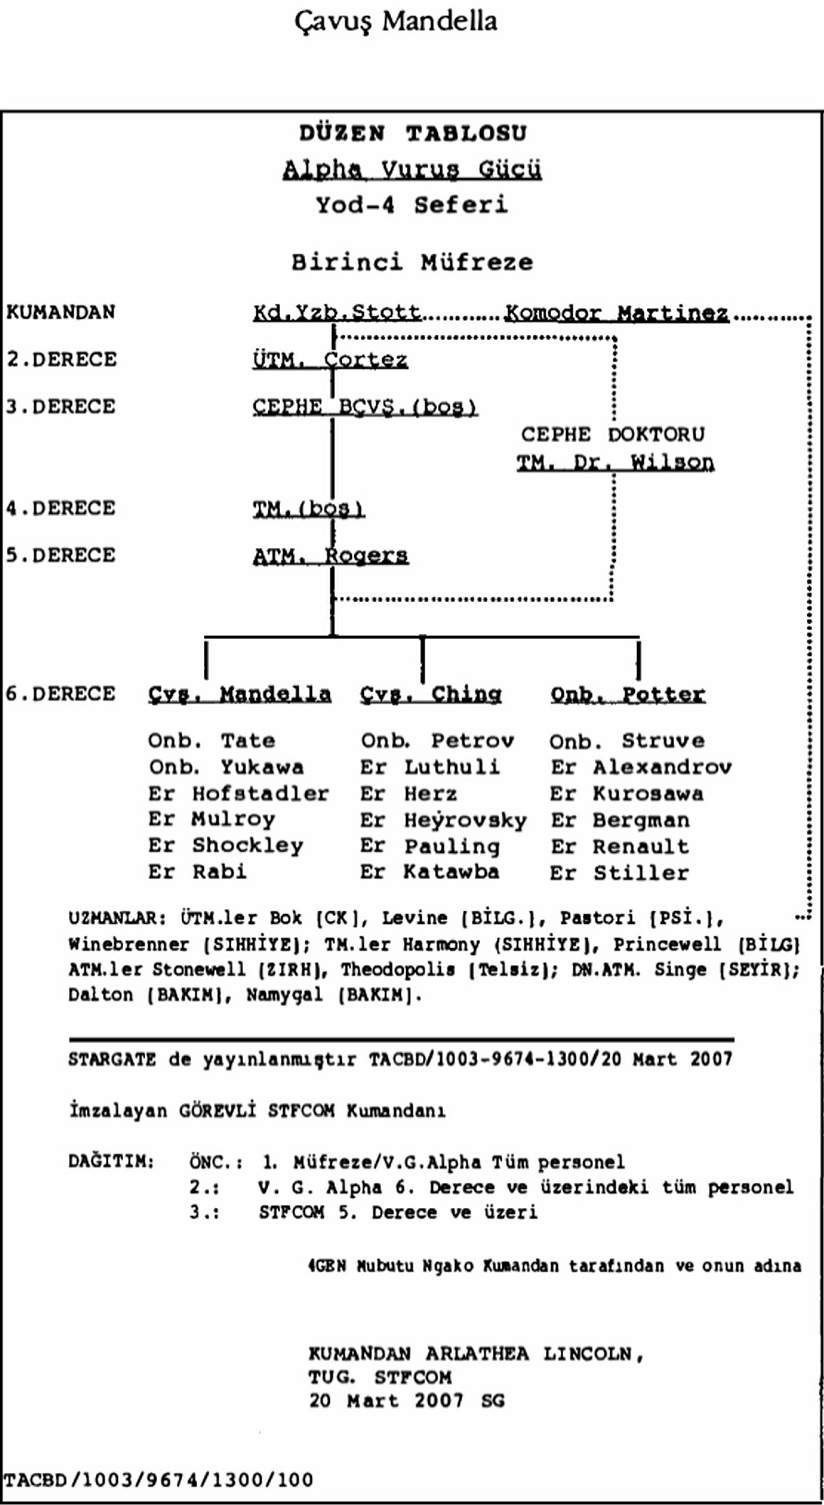 Çavuş Mandella
DÜZEN TABLOSU
Alpha Vuruş Gücü
Yod-4 Seferi
Birinci Müfreze
KUMANDAN Kd.Yzb.Stott............Komodor Martinez............
2.DERECE ÜTM. Cortez
3.DERECE CEPHE BÇVŞ.(boş)
CEPHE DOKTORU
TM. Dr. Wilson
4.DERECE TM.(boş)
5.DERECE ATM. Rogers
6.DERECE Çvş. Mandella Çvş. Ching Onb. Potter
Onb. Tate Onb. Petrov Onb. Struve
Onb. Yukawa Er Luthuli Er Alexandrov
Er Hofstadler Er Herz Er Kurosawa
Er Mulroy Er Heyrovsky Er Bergman
Er Shockley Er Pauling Er Renault
Er Rabi Er Katawba Er Stiller
UZMANLAR: ÜTM.ler Bok [CK], Levine [BİLG.], Pastori [PSİ.],
Winebrenner [SIHHİYE]; TM.ler Harmony (SIHHİYE], Princewell [BİLG]
ATM.ler Stonewell [ZIRH], Theodopolis [Telsiz]; DN.ATM. Singe [SEYİR];
Dalton [BAKIM], Namygal [BAKIM].
STARGATE de yayınlanmıştır TACBD/1003-9674-1300/20 Mart 2007
İmzalayan GÖREVLİ STFCOM Kumandanı
DAĞITIM: ÖNC.: 1. Müfreze/V.G.Alpha Tüm personel
2.: V. G. Alpha 6. Derece ve üzerindeki tüm personel
3.: STFCOM 5. Derece ve üzeri
4GEN Mubutu Ngako Kumandan tarafından ve onun adına
KUMANDAN ARLATHEA LINCOLN,
TUG. STFCOM
20 Mart 2007 SG
TACBD/1003/9674/1300/100